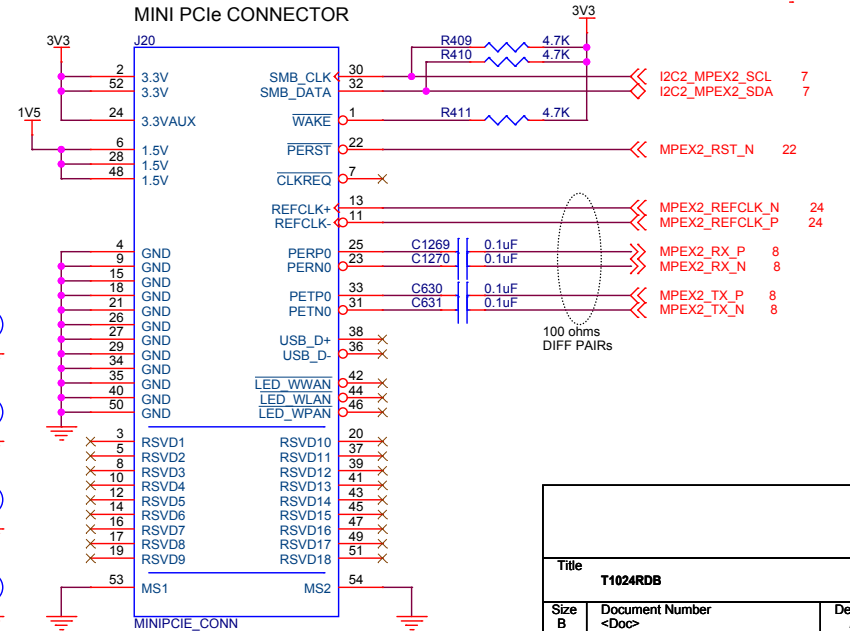 MINI PCIe CONNECTOR
3V3
J20
3V3
R409 4.7K
R410 4.7K
2 3.3V SMB_CLK 30 I2C2_MPEX2_SCL 7
52 3.3V SMB_DATA 32 I2C2_MPEX2_SDA 7
1V5
24 3.3VAUX WAKE 1 R411 4.7K
6 1.5V PERST 22 MPEX2_RST_N 22
28 1.5V
48 1.5V CLKREQ 7
REFCLK+ 13 MPEX2_REFCLK_N 24
REFCLK- 11 MPEX2_REFCLK_P 24
4 GND PERP0 25 C1269 0.1uF MPEX2_RX_P 8
9 GND PERN0 23 C1270 0.1uF MPEX2_RX_N 8
15 GND
18 GND PETP0 33 C630 0.1uF MPEX2_TX_P 8
21 GND PETN0 31 C631 0.1uF MPEX2_TX_N 8
26 GND
27 GND USB_D+ 38
29 GND USB_D- 36
100 ohms
DIFF PAIRs
34 GND
35 GND LED_WWAN 42
40 GND LED_WLAN 44
50 GND LED_WPAN 46
3 RSVD1 RSVD10 20
5 RSVD2 RSVD11 37
8 RSVD3 RSVD12 39
10 RSVD4 RSVD13 41
12 RSVD5 RSVD14 43
14 RSVD6 RSVD15 45
16 RSVD7 RSVD16 47
17 RSVD8 RSVD17 49
19 RSVD9 RSVD18 51
53 MS1 MS2 54
MINIPCIE_CONN
Title
T1024RDB
Size Document Number De
B <Doc>